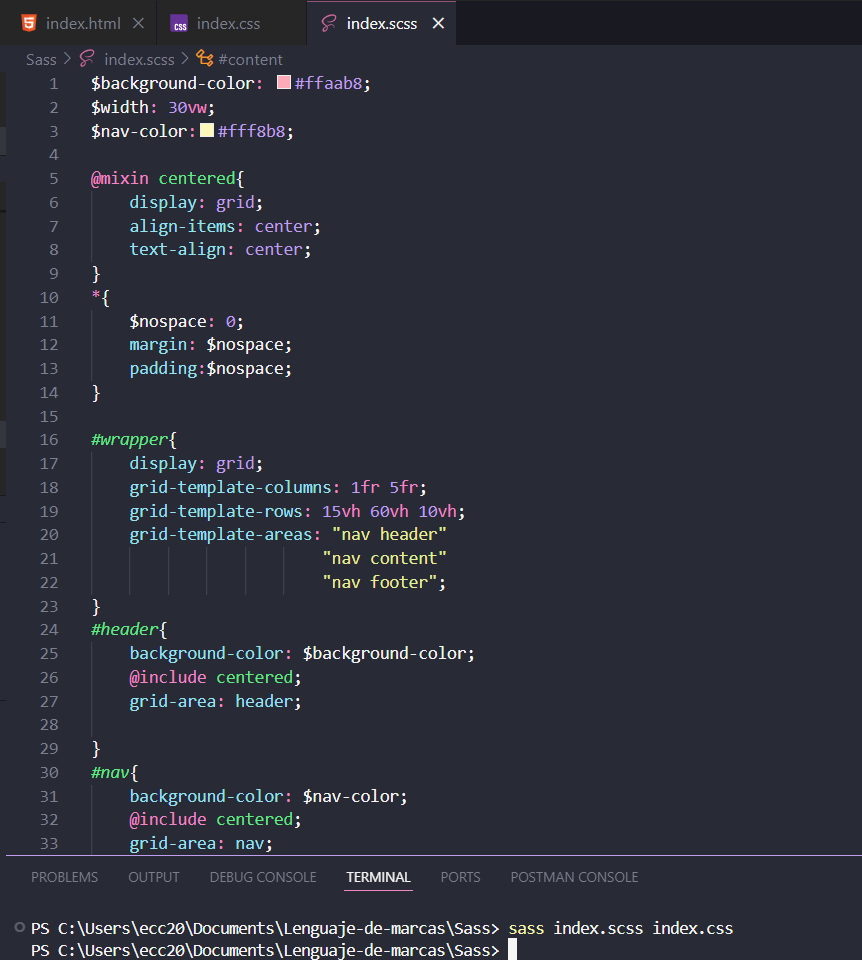 index.html
index.css
index.scss
Sass > index.scss > #content
1 $background-color: #ffaab8;
2 $width: 30vw;
3 $nav-color:#fff8b8;
4
5 @mixin centered{
6     display: grid;
7     align-items: center;
8     text-align: center;
9 }
10 *{
11     $nospace: 0;
12     margin: $nospace;
13     padding:$nospace;
14 }
15
16 #wrapper{
17     display: grid;
18     grid-template-columns: 1fr 5fr;
19     grid-template-rows: 15vh 60vh 10vh;
20     grid-template-areas: "nav header"
21                         "nav content"
22                         "nav footer";
23 }
24 #header{
25     background-color: $background-color;
26     @include centered;
27     grid-area: header;
28
29 }
30 #nav{
31     background-color: $nav-color;
32     @include centered;
33     grid-area: nav;
PROBLEMS OUTPUT DEBUG CONSOLE TERMINAL PORTS POSTMAN CONSOLE
PS C:\Users\ecc20\Documents\Lenguaje-de-marcas\Sass> sass index.scss index.css
PS C:\Users\ecc20\Documents\Lenguaje-de-marcas\Sass>